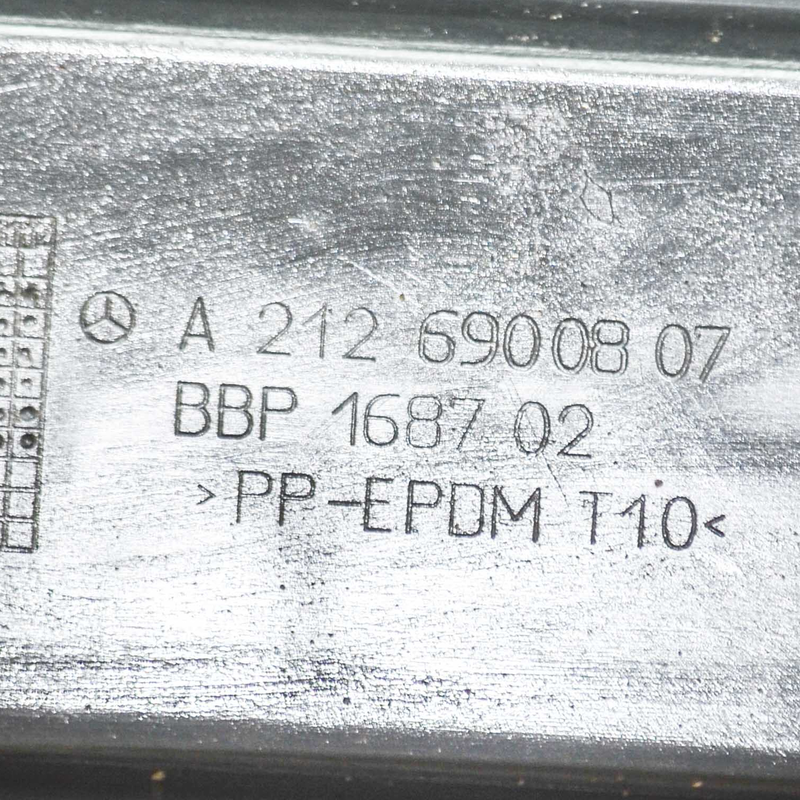 A 212 690 08 07
BBP 1687 02
>PP-EPDM T10<